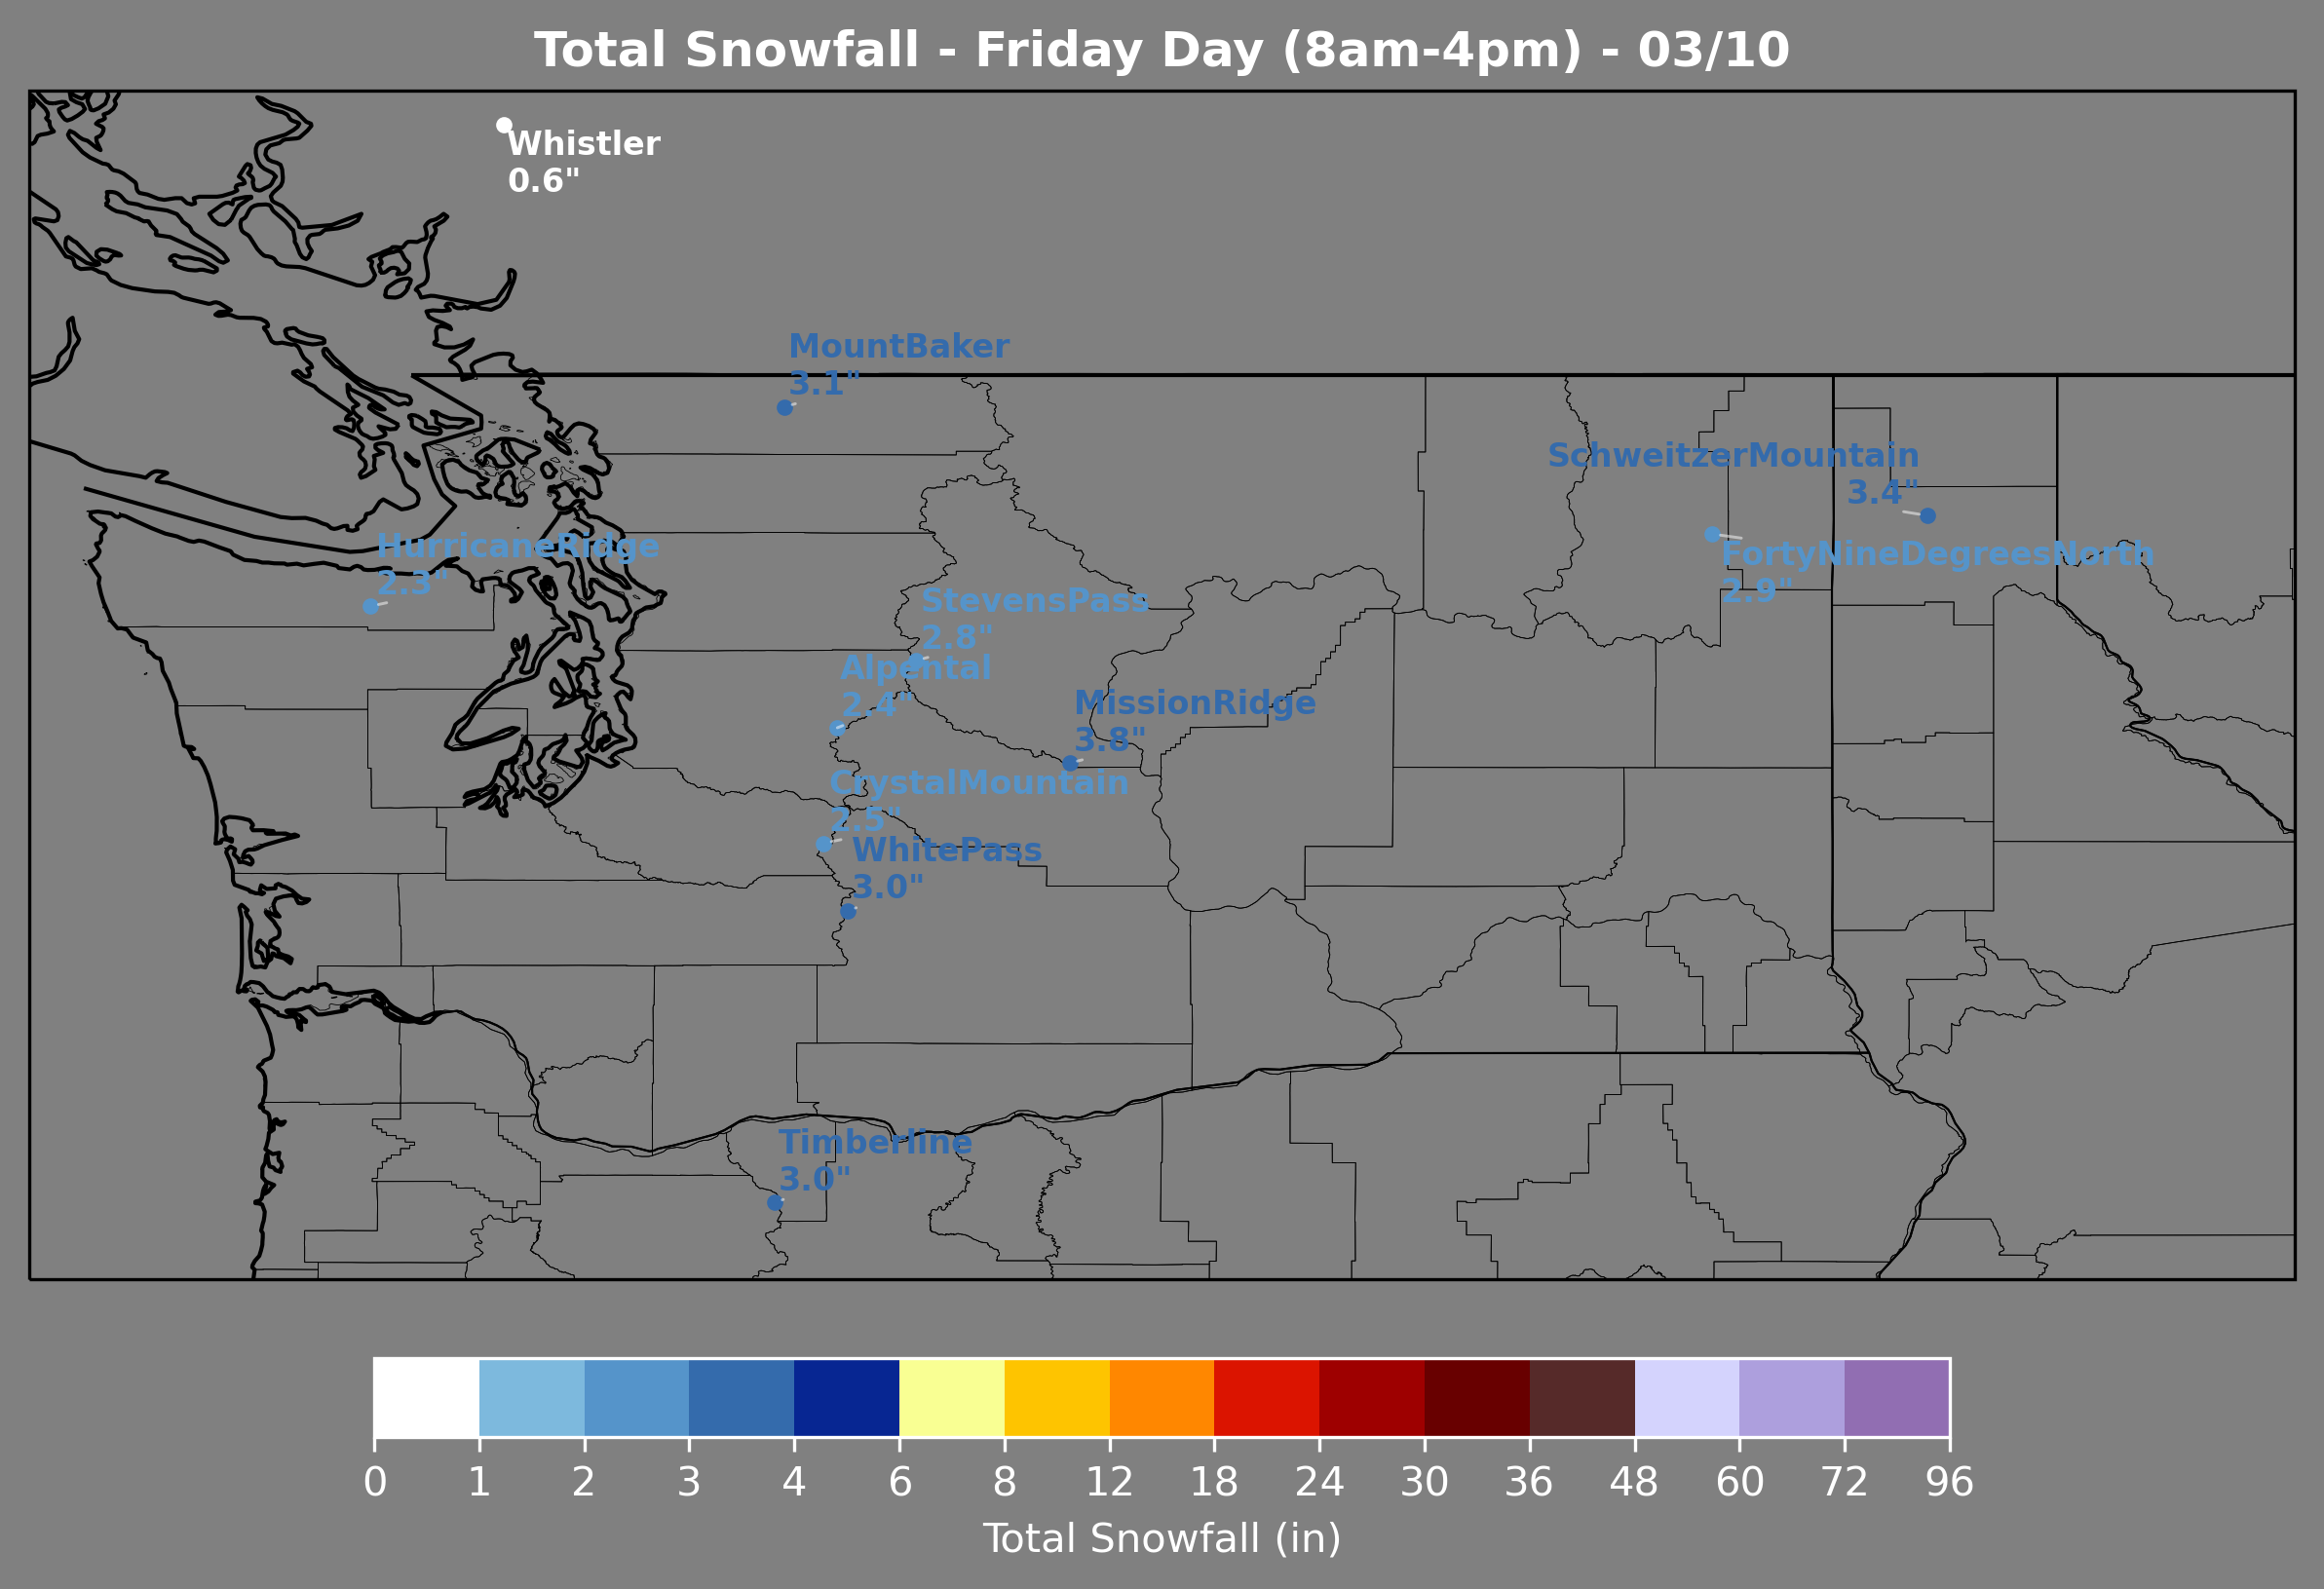 Total Snowfall - Friday Day (8am-4pm) - 03/10
Whistler
0.6"
MountBaker
3.1"
SchweitzerMountain
3.4"
HurricaneRidge
2.3"
FortyNineDegreesNorth
2.9"
StevensPass
2.8"
Alpental
2.4"
MissionRidge
3.8"
CrystalMountain
2.5"
WhitePass
3.0"
Timberline
3.0"
0 1 2 3 4 6 8 12 18 24 30 36 48 60 72 96
Total Snowfall (in)